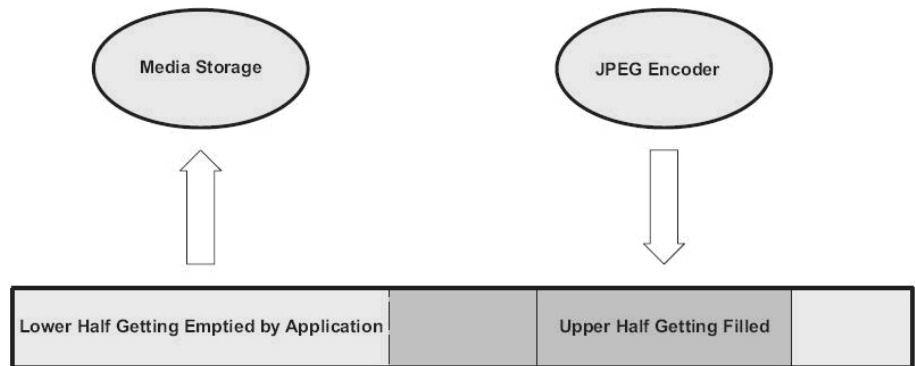 Media Storage
JPEG Encoder
Lower Half Getting Emptied by Application
Upper Half Getting Filled